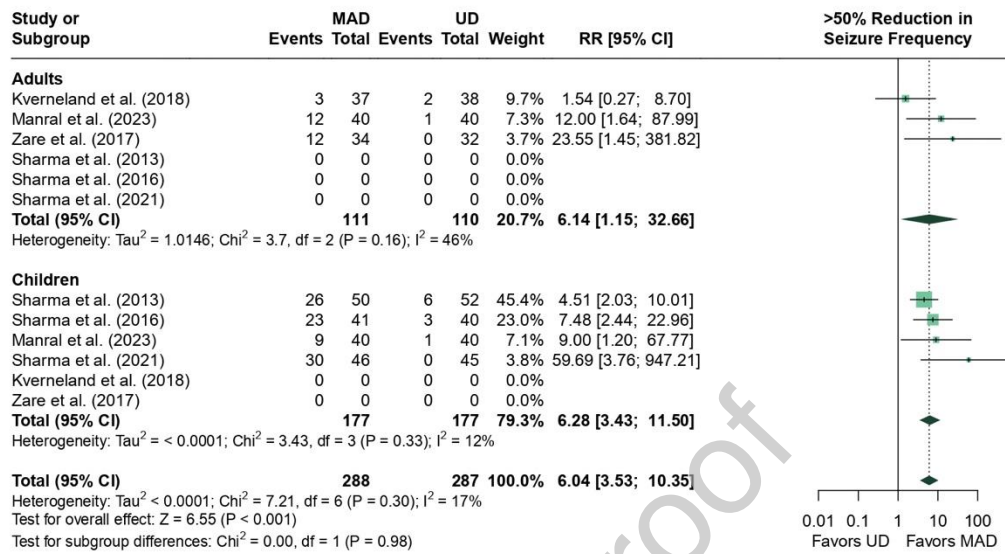 Study or MAD UD >50% Reduction in
Subgroup Events Total Events Total Weight RR [95% CI] Seizure Frequency
Adults
Kverneland et al. (2018) 3 37 2 38 9.7% 1.54 [0.27; 8.70]
Manral et al. (2023) 12 40 1 40 7.3% 12.00 [1.64; 87.99]
Zare et al. (2017) 12 34 0 32 3.7% 23.55 [1.45; 381.82]
Sharma et al. (2013) 0 0 0 0 0.0%
Sharma et al. (2016) 0 0 0 0 0.0%
Sharma et al. (2021) 0 0 0 0 0.0%
Total (95% CI) 111 110 20.7% 6.14 [1.15; 32.66]
Heterogeneity: Tau² = 1.0146; Chi² = 3.7, df = 2 (P = 0.16); I² = 46%
Children
Sharma et al. (2013) 26 50 6 52 45.4% 4.51 [2.03; 10.01]
Sharma et al. (2016) 23 41 3 40 23.0% 7.48 [2.44; 22.96]
Manral et al. (2023) 9 40 1 40 7.1% 9.00 [1.20; 67.77]
Sharma et al. (2021) 30 46 0 45 3.8% 59.69 [3.76; 947.21]
Kverneland et al. (2018) 0 0 0 0 0.0%
Zare et al. (2017) 0 0 0 0 0.0%
Total (95% CI) 177 177 79.3% 6.28 [3.43; 11.50]
Heterogeneity: Tau² = < 0.0001; Chi² = 3.43, df = 3 (P = 0.33); I² = 12%
Total (95% CI) 288 287 100.0% 6.04 [3.53; 10.35]
Heterogeneity: Tau² < 0.0001; Chi² = 7.21, df = 6 (P = 0.30); I² = 17%
Test for overall effect: Z = 6.55 (P < 0.001)
Test for subgroup differences: Chi² = 0.00, df = 1 (P = 0.98)
0.01 0.1 0 1 10 100
Favors UD Favors MAD
roof